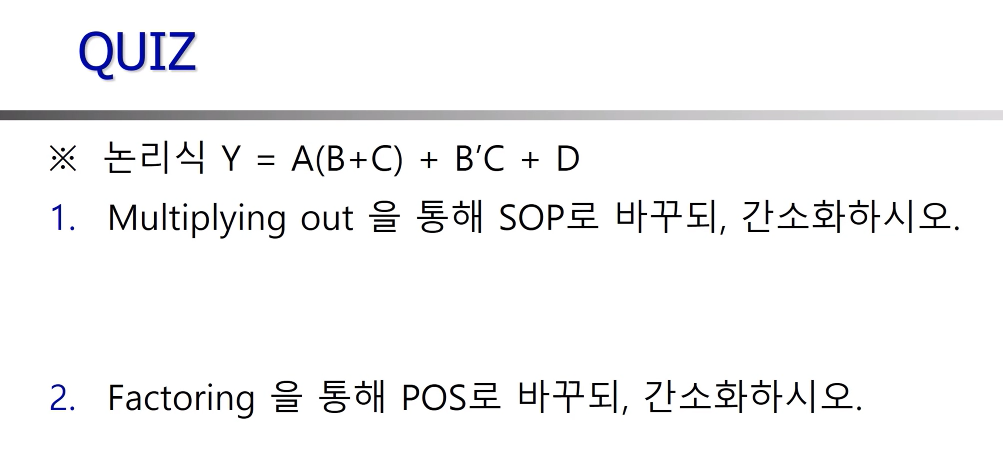 QUIZ
※ 논리식 Y = A(B+C) + B’C + D
1. Multiplying out 을 통해 SOP로 바꾸되, 간소화하시오.
2. Factoring 을 통해 POS로 바꾸되, 간소화하시오.